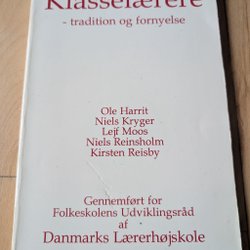 Klasselærere
- tradition og fornyelse
Ole Harrit
Niels Kryger
Leif Moos
Niels Reinsholm
Kirsten Reisby
Gennemført for
Folkeskolens Udviklingsråd
af
Danmarks Lærerhøjskole